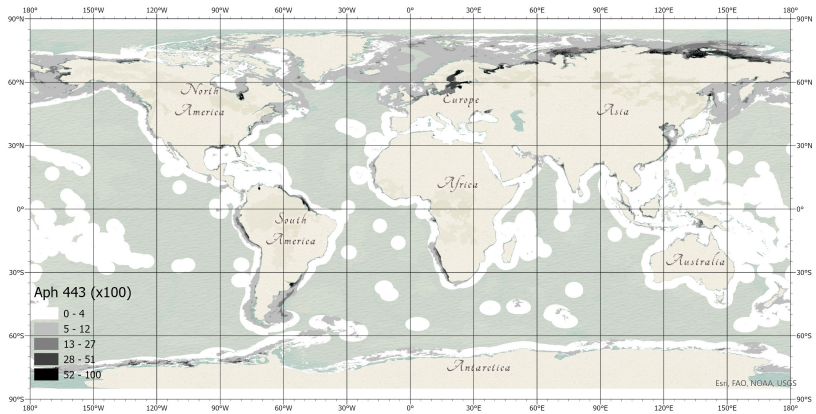 180° 150°W 120°W 90°W 60°W 30°W 0° 30°E 60°E 90°E 120°E 150°E 180°
90°N 90°N
60°N 60°N
North
America
Europe
Asia
30°N 30°N
Africa
0° 0°
South
America
Australia
30°S 30°S
Aph 443 (x100)
0 - 4
5 - 12
13 - 27
28 - 51
52 - 100
60°S 60°S
Antarctica
Esri, FAO, NOAA, USGS
90°S 90°S
180° 150°W 120°W 90°W 60°W 30°W 0° 30°E 60°E 90°E 120°E 150°E 180°